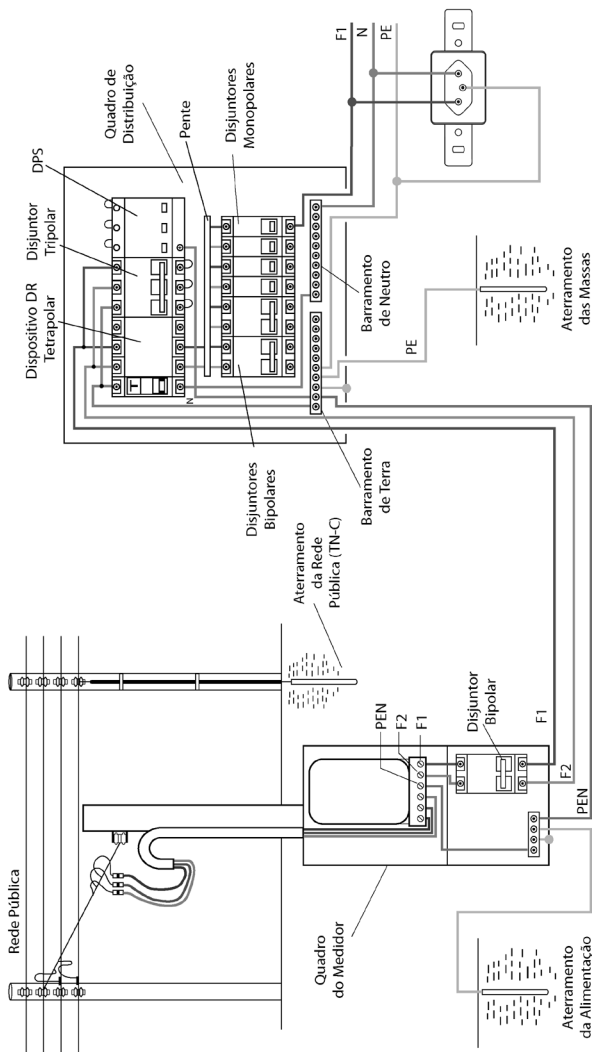 Rede Pública
Aterramento
da Rede
Pública (TN-C)
Quadro
do Medidor
PEN
F2
F1
Disjuntor
Bipolar
F1
F2
PEN
Aterramento
da Alimentação
Dispositivo DR
Tetrapolar
Disjuntor
Tripolar
DPS
Quadro de
Distribuição
Pente
Disjuntores
Monopolares
T
N
Disjuntores
Bipolares
Barramento
de Terra
Barramento
de Neutro
PE
Aterramento
das Massas
F1
N
PE